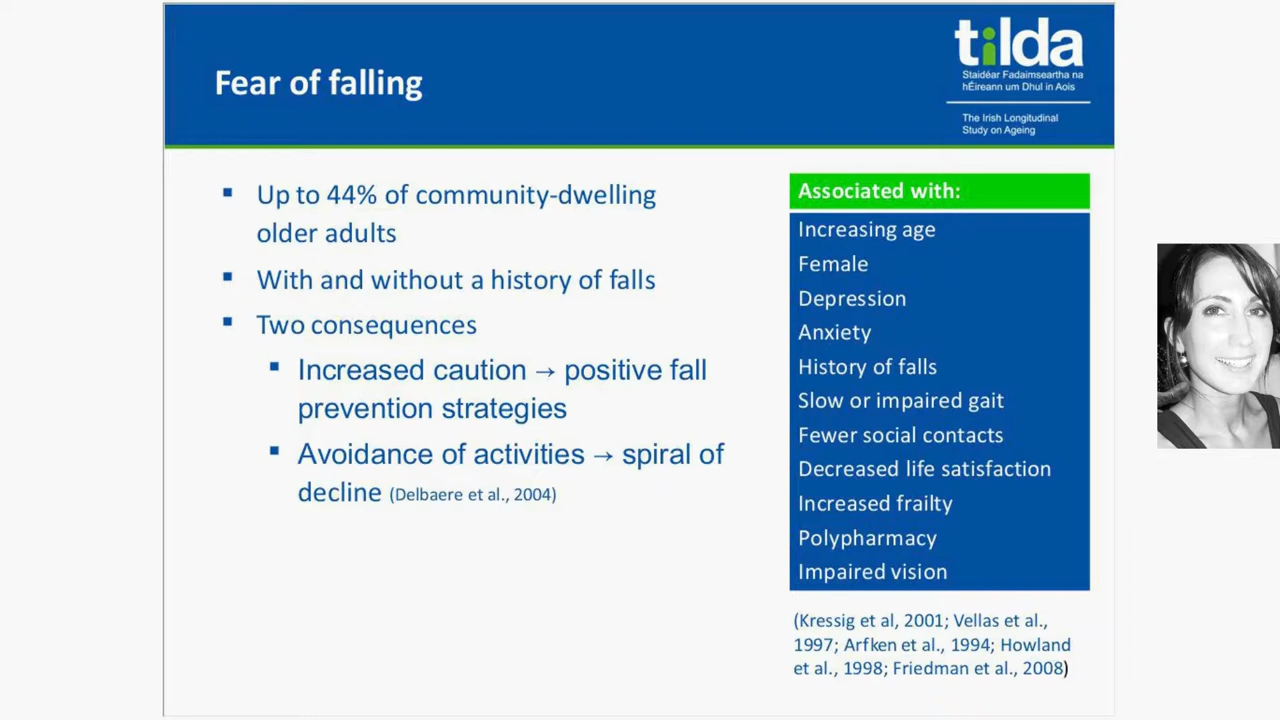 Fear of falling
tilda
Staidéar Fadaimseartha na
hÉireann um Dhul in Aois
The Irish Longitudinal
Study on Ageing
▪ Up to 44% of community-dwelling
older adults
▪ With and without a history of falls
▪ Two consequences
▪ Increased caution → positive fall
prevention strategies
▪ Avoidance of activities → spiral of
decline (Delbaere et al., 2004)
Associated with:
Increasing age
Female
Depression
Anxiety
History of falls
Slow or impaired gait
Fewer social contacts
Decreased life satisfaction
Increased frailty
Polypharmacy
Impaired vision
(Kressig et al, 2001; Vellas et al.,
1997; Arfken et al., 1994; Howland
et al., 1998; Friedman et al., 2008)